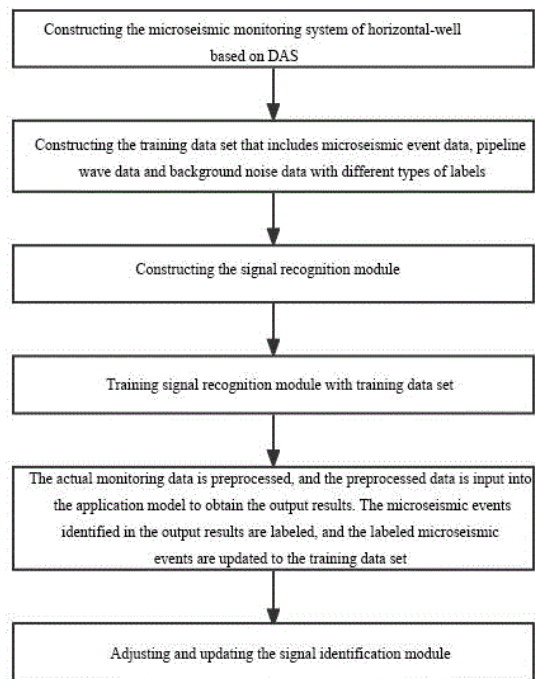 Constructing the microseismic monitoring system of horizontal-well
based on DAS
Constructing the training data set that includes microseismic event data, pipeline
wave data and background noise data with different types of labels
Constructing the signal recognition module
Training signal recognition module with training data set
The actual monitoring data is preprocessed, and the preprocessed data is input into
the application model to obtain the output results. The microseismic events
identified in the output results are labeled, and the labeled microseismic
events are updated to the training data set
Adjusting and updating the signal identification module